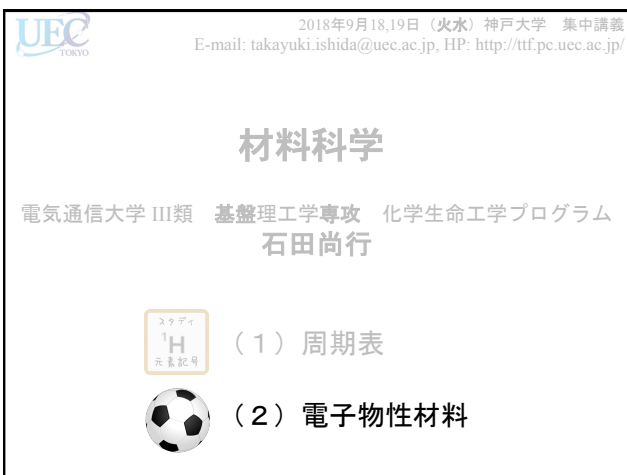 UEC
TOKYO
2018年9月18,19日（火水）神戸大学　集中講義
E-mail: takayuki.ishida@uec.ac.jp, HP: http://ttf.pc.uec.ac.jp/
材料科学
電気通信大学 III類　基盤理工学専攻　化学生命工学プログラム
石田尚行
スタディ
¹H
元素記号
（１）周期表
（２）電子物性材料